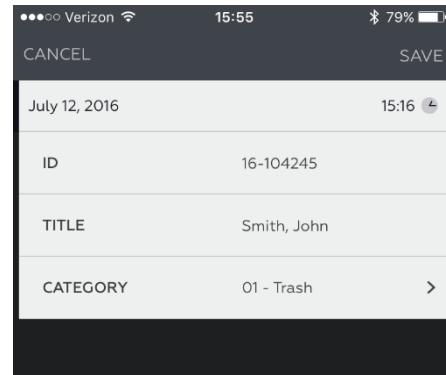 ●●●○○ Verizon 15:55 79%
CANCEL SAVE
July 12, 2016 15:16
ID 16-104245
TITLE Smith, John
CATEGORY 01 - Trash >